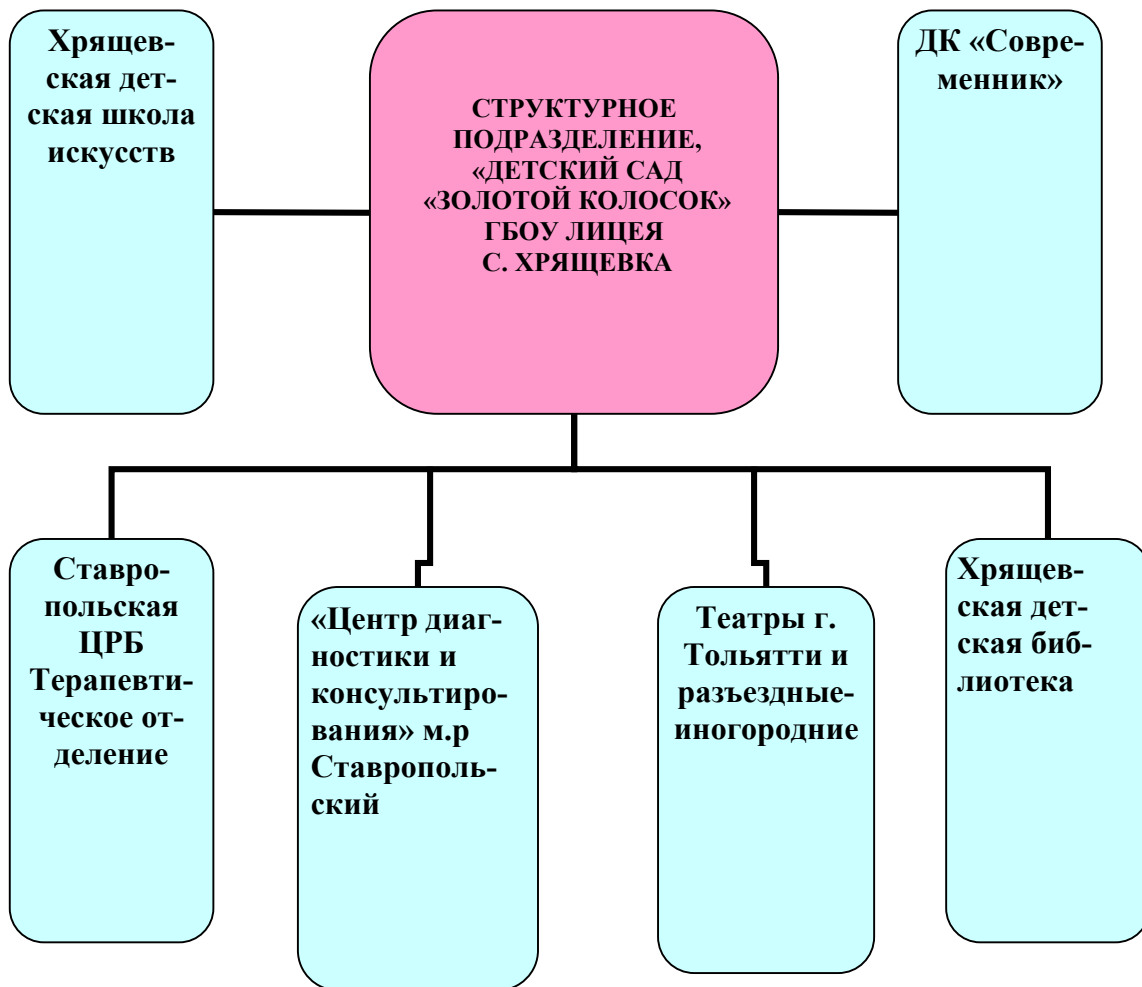 Хрящев-
ская дет-
ская школа
искусств
СТРУКТУРНОЕ
ПОДРАЗДЕЛЕНИЕ,
«ДЕТСКИЙ САД
«ЗОЛОТОЙ КОЛОСОК»
ГБОУ ЛИЦЕЯ
С. ХРЯЩЕВКА
ДК «Совре-
менник»
Ставро-
польская
ЦРБ
Терапевти-
ческое от-
деление
«Центр диаг-
ностики и
консультиро-
вания» м.р
Ставрополь-
ский
Театры г.
Тольятти и
разъездные-
иногородние
Хрящев-
ская дет-
ская биб-
лиотека